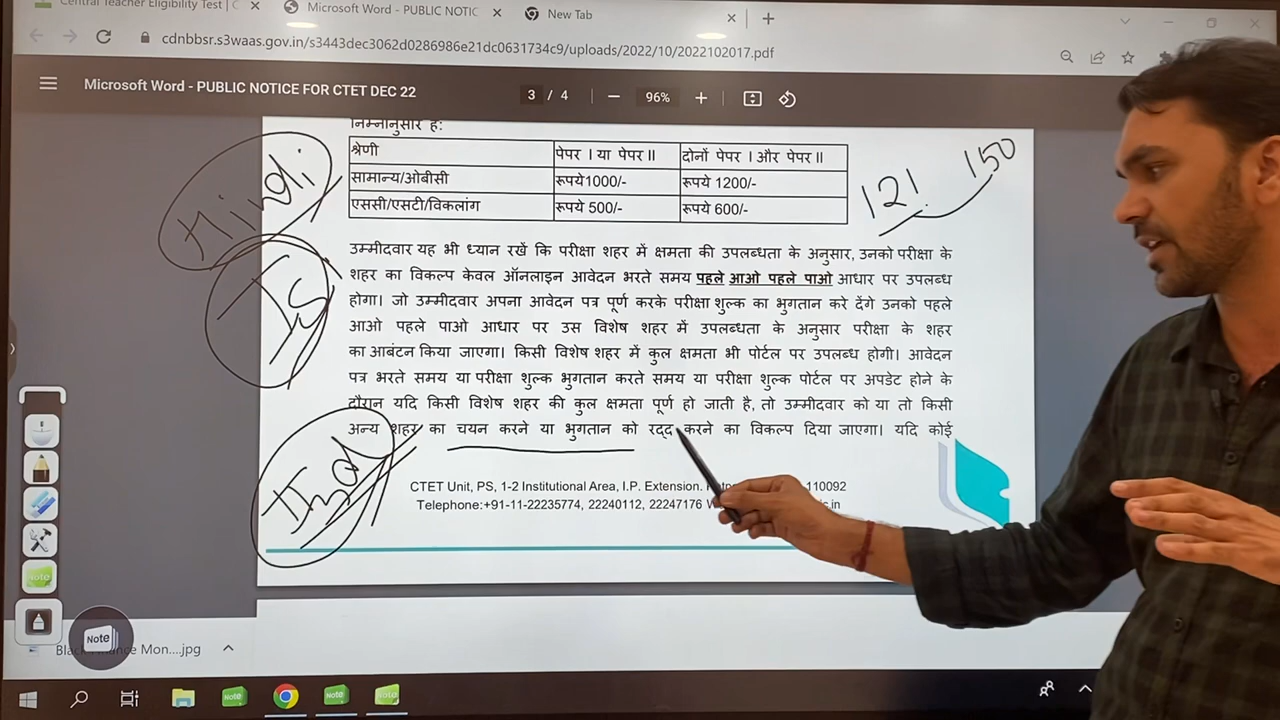 Central Teacher Eligibility Test | C
Microsoft Word - PUBLIC NOTIC
New Tab
cdnbbsr.s3waas.gov.in/s3443dec3062d0286986e21dc0631734c9/uploads/2022/10/2022102017.pdf
Microsoft Word - PUBLIC NOTICE FOR CTET DEC 22
3 / 4
96%
निम्नानुसार है:
श्रेणी पेपर I या पेपर II दोनों पेपर I और पेपर II
सामान्य/ओबीसी रूपये1000/- रूपये 1200/-
एससी/एसटी/विकलांग रूपये 500/- रूपये 600/-
Hindi
121
150
उम्मीदवार यह भी ध्यान रखें कि परीक्षा शहर में क्षमता की उपलब्धता के अनुसार, उनको परीक्षा के
शहर का विकल्प केवल ऑनलाइन आवेदन भरते समय पहले आओ पहले पाओ आधार पर उपलब्ध
होगा। जो उम्मीदवार अपना आवेदन पत्र पूर्ण करके परीक्षा शुल्क का भुगतान करे देंगे उनको पहले
आओ पहले पाओ आधार पर उस विशेष शहर में उपलब्धता के अनुसार परीक्षा के शहर
का आबंटन किया जाएगा। किसी विशेष शहर में कुल क्षमता भी पोर्टल पर उपलब्ध होगी। आवेदन
पत्र भरते समय या परीक्षा शुल्क भुगतान करते समय या परीक्षा शुल्क पोर्टल पर अपडेट होने के
दौरान यदि किसी विशेष शहर की कुल क्षमता पूर्ण हो जाती है, तो उम्मीदवार को या तो किसी
अन्य शहर का चयन करने या भुगतान को रद्द करने का विकल्प दिया जाएगा। यदि कोई
CTET Unit, PS, 1-2 Institutional Area, I.P. Extension. 110092
Telephone:+91-11-22235774, 22240112, 22247176
Note
Note
Mon....jpg
Note
Note
Note